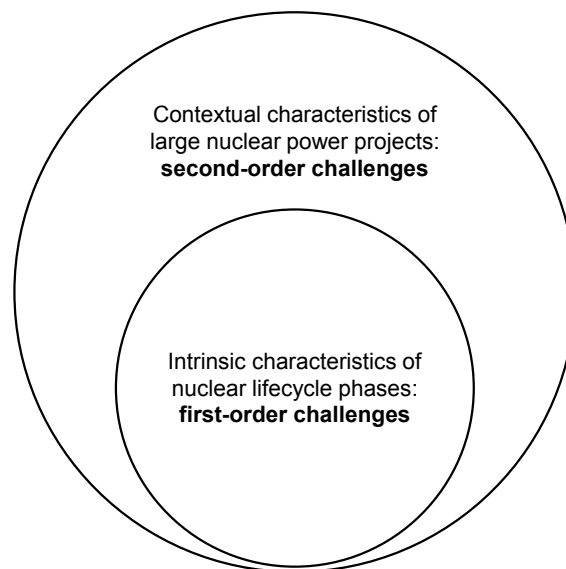 Contextual characteristics of
large nuclear power projects:
second-order challenges
Intrinsic characteristics of
nuclear lifecycle phases:
first-order challenges